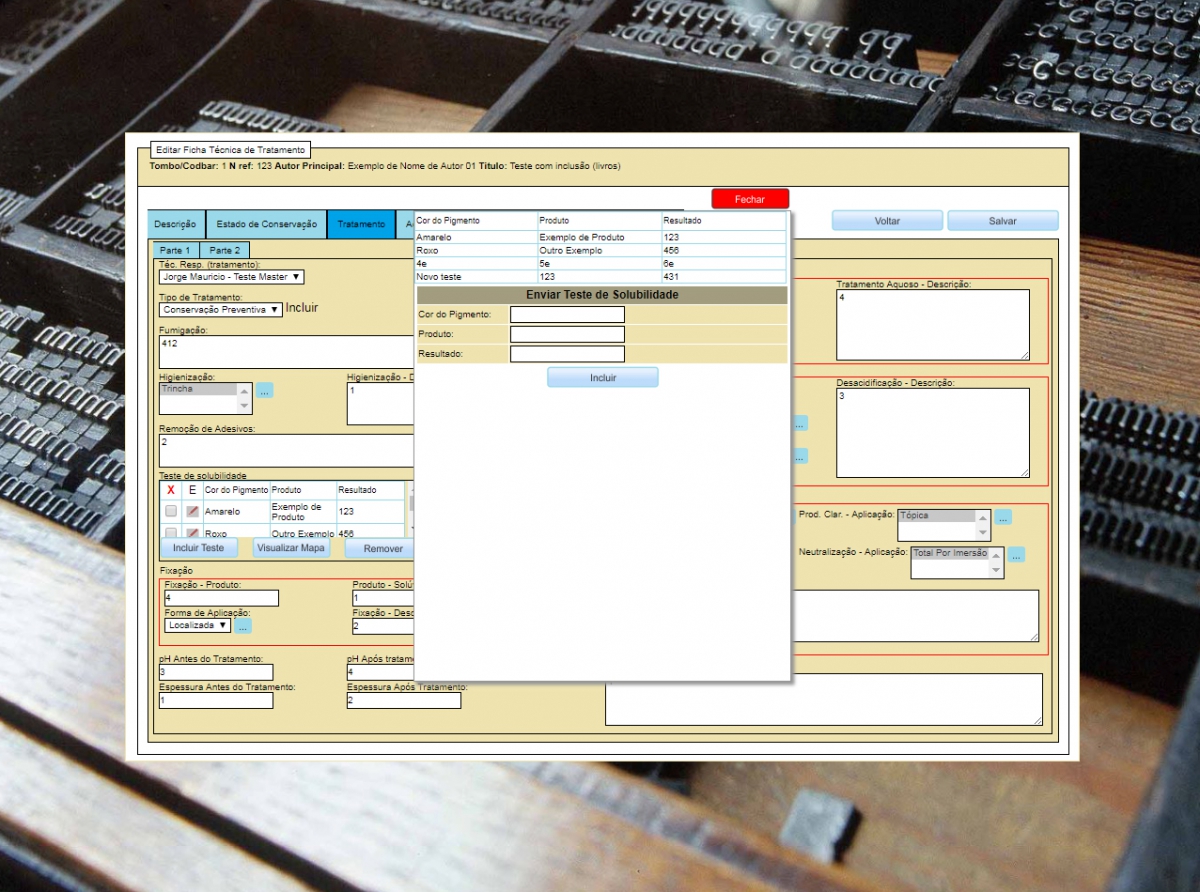 Editar Ficha Técnica de Tratamento
Tombo/Codbar: 1 N ref: 123 Autor Principal: Exemplo de Nome de Autor 01 Titulo: Teste com inclusão (livros)
Fechar
Voltar
Salvar
Descrição
Estado de Conservação
Tratamento
Parte 1
Parte 2
Téc. Resp. (tratamento):
Jorge Mauricio - Teste Master
Tipo de Tratamento:
Conservação Preventiva
Incluir
Fumigação:
412
Higienização:
Trincha
...
Higienização - D
1
Remoção de Adesivos:
2
Teste de solubilidade
X E Cor do Pigmento Produto Resultado
Amarelo Exemplo de Produto 123
Roxo Outro Exemplo 456
Incluir Teste
Visualizar Mapa
Remover
Fixação
Fixação - Produto:
4
Produto - Solú
1
Forma de Aplicação:
Localizada
...
Fixação - Desc
2
pH Antes do Tratamento:
3
pH Após tratam
4
Espessura Antes do Tratamento:
1
Espessura Após Tratamento:
2
Cor do Pigmento Produto Resultado
Amarelo Exemplo de Produto 123
Roxo Outro Exemplo 456
4e 5e 6e
Novo teste 123 431
Enviar Teste de Solubilidade
Cor do Pigmento:
Produto:
Resultado:
Incluir
Tratamento Aquoso - Descrição:
4
Desacidificação - Descrição:
3
...
...
Prod. Clar. - Aplicação:
Tópica
...
Neutralização - Aplicação:
Total Por Imersão
...